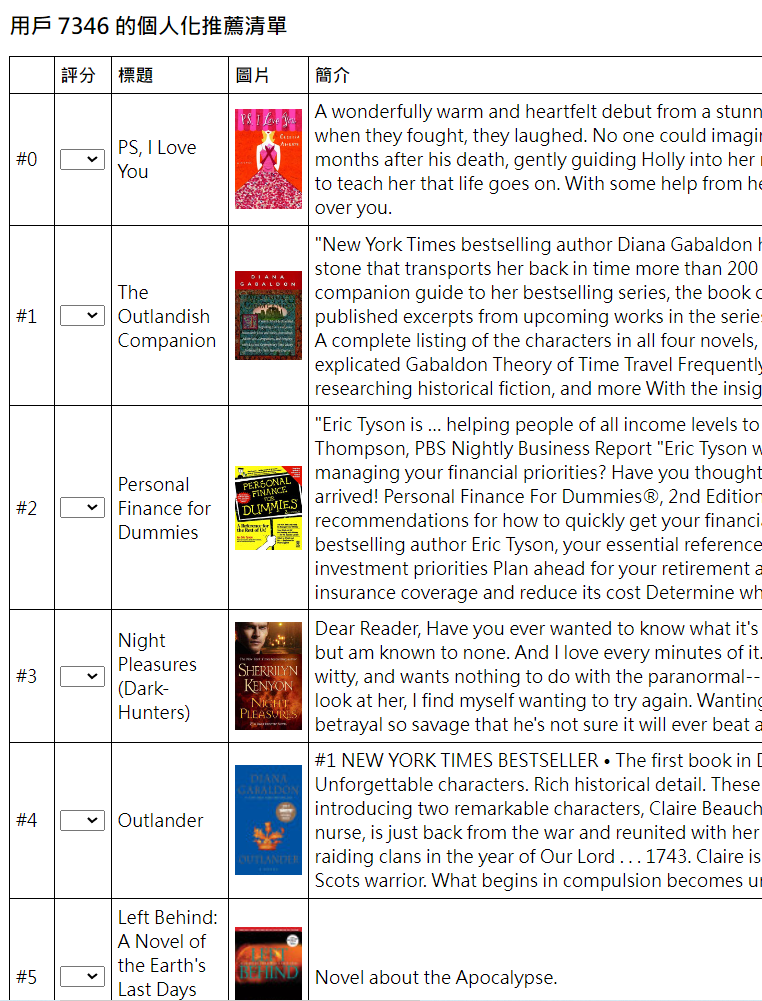 用戶 7346 的個人化推薦清單
評分 標題 圖片 簡介
#0
PS, I Love
You
PS, I Love You
CECELIA
AHERN
A wonderfully warm and heartfelt debut from a stunn
when they fought, they laughed. No one could imagin
months after his death, gently guiding Holly into her r
to teach her that life goes on. With some help from he
over you.
#1
The
Outlandish
Companion
DIANA
GABALDON
"New York Times bestselling author Diana Gabaldon h
stone that transports her back in time more than 200
companion guide to her bestselling series, the book c
published excerpts from upcoming works in the serie
A complete listing of the characters in all four novels,
explicated Gabaldon Theory of Time Travel Frequently
researching historical fiction, and more With the insig
#2
Personal
Finance for
Dummies
PERSONAL
FINANCE FOR
DUMMIES
A Reference for
the Rest of Us!
"Eric Tyson is ... helping people of all income levels to
Thompson, PBS Nightly Business Report "Eric Tyson w
managing your financial priorities? Have you thought
arrived! Personal Finance For Dummies®, 2nd Edition
recommendations for how to quickly get your financia
bestselling author Eric Tyson, your essential reference
investment priorities Plan ahead for your retirement a
insurance coverage and reduce its cost Determine wh
#3
Night
Pleasures
(Dark-
Hunters)
SHERRILYN
KENYON
NIGHT
PLEASURES
Dear Reader, Have you ever wanted to know what it's
but am known to none. And I love every minutes of it.
witty, and wants nothing to do with the paranormal--
look at her, I find myself wanting to try again. Wanting
betrayal so savage that he's not sure it will ever beat a
#4
Outlander
DIANA
GABALDON
OUTLANDER
#1 NEW YORK TIMES BESTSELLER • The first book in D
Unforgettable characters. Rich historical detail. These
introducing two remarkable characters, Claire Beauch
nurse, is just back from the war and reunited with her
raiding clans in the year of Our Lord . . . 1743. Claire is
Scots warrior. What begins in compulsion becomes ur
#5
Left Behind:
A Novel of
the Earth's
Last Days
LEFT
BEHIND
Novel about the Apocalypse.